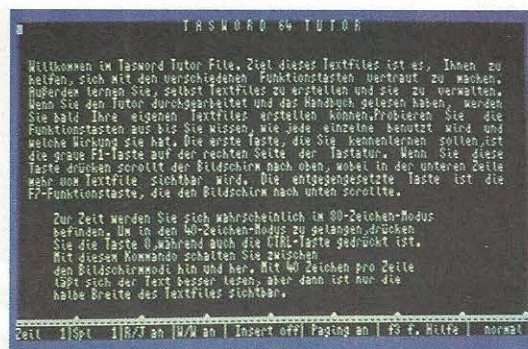 TASWORD 64 TUTOR
Willkommen im Tasword Tutor File. Ziel dieses Textfiles ist es, Ihnen zu
helfen, sich mit den verschiedenen Funktionstasten vertraut zu machen.
Außerdem lernen Sie, selbst Textfiles zu erstellen und sie zu verwalten.
Wenn Sie den Tutor durchgearbeitet und das Handbuch gelesen haben, werden
Sie bald Ihre eigenen Textfiles erstellen können.Probieren Sie die
Funktionstasten aus bis Sie wissen, wie jede einzelne benutzt wird und
welche Wirkung sie hat. Die erste Taste, die Sie kennenlernen sollen,ist
die graue F1-Taste auf der rechten Seite der Tastatur. Wenn Sie diese
Taste drücken scrollt der Bildschirm nach oben, wobei in der unteren Zeile
mehr vom Textfile sichtbar wird. Die entgegengesetzte Taste ist die
F7-Funktionstaste, die den Bildschirm nach unten scrollte.
Zur Zeit werden Sie sich wahrscheinlich im 80-Zeichen-Modus
befinden. Um in den 40-Zeichen-Modus zu gelangen,drücken
Sie die Taste 0,während auch die CTRL-Taste gedrückt ist.
Mit diesem Kommando schalten Sie zwischen
den Bildschirmmodi hin und her. Mit 40 Zeichen pro Zeile
läßt sich der Text besser lesen, aber dann ist nur die
halbe Breite des Textfiles sichtbar.
Zeil 1|Spl 1|R/J an |W/W an | Insert off| Paging an | f3 f. Hilfe | normal